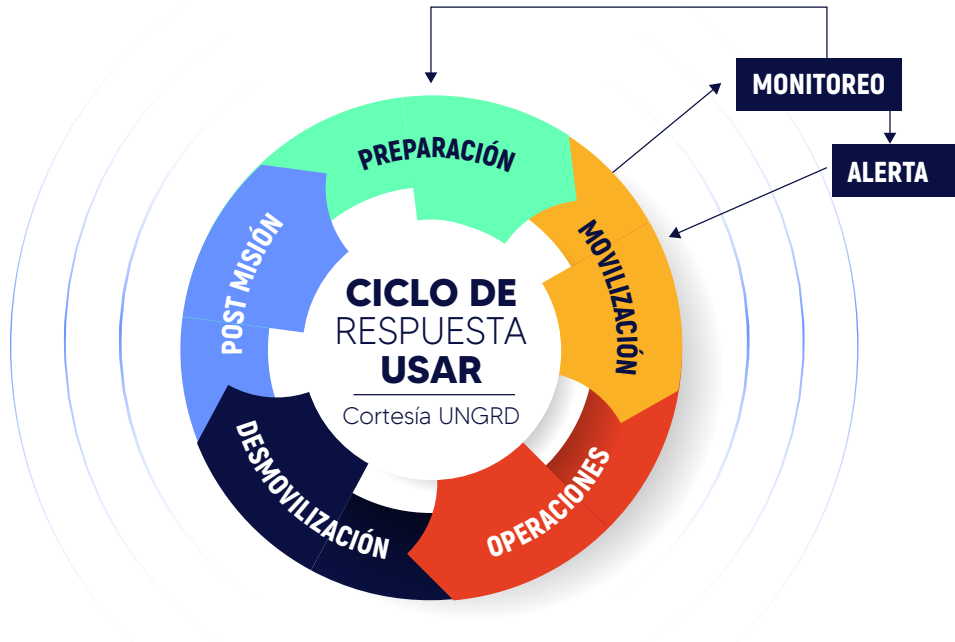 MONITOREO
ALERTA
PREPARACIÓN
MOVILIZACIÓN
OPERACIONES
DESMOVILIZACIÓN
POST MISIÓN
CICLO DE
RESPUESTA
USAR
Cortesía UNGRD